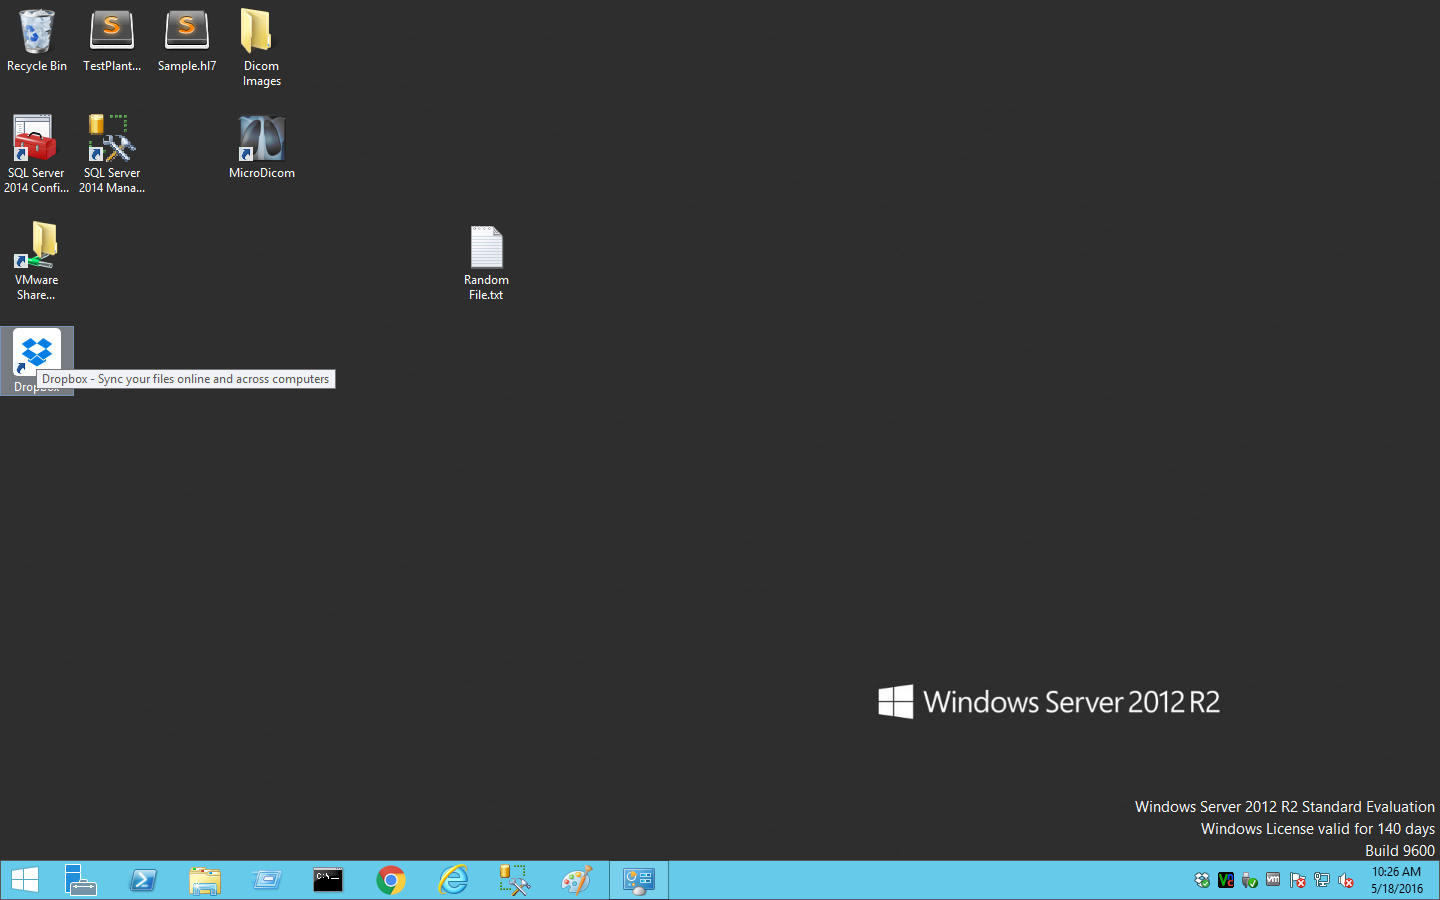 Recycle Bin
TestPlant...
Sample.hl7
Dicom
Images
SQL Server
2014 Confi...
SQL Server
2014 Mana...
MicroDicom
VMware
Share...
Random
File.txt
Dropbox - Sync your files online and across computers
Dropbox
Windows Server 2012 R2
Windows Server 2012 R2 Standard Evaluation
Windows License valid for 140 days
Build 9600
C:\_
vm
10:26 AM
5/18/2016